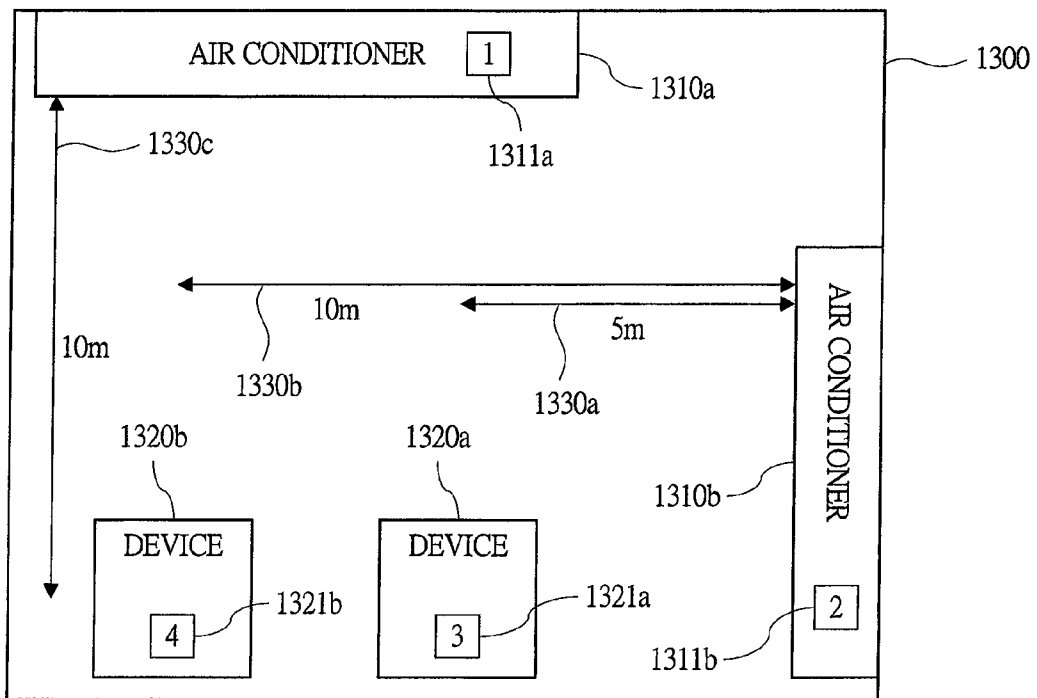 AIR CONDITIONER 1
1300
1310a
1330c
1311a
10m
5m
10m
1330b
1330a
AIR CONDITIONER
1320b
1320a
1310b
DEVICE
DEVICE
1321b
1321a
4
3
2
1311b